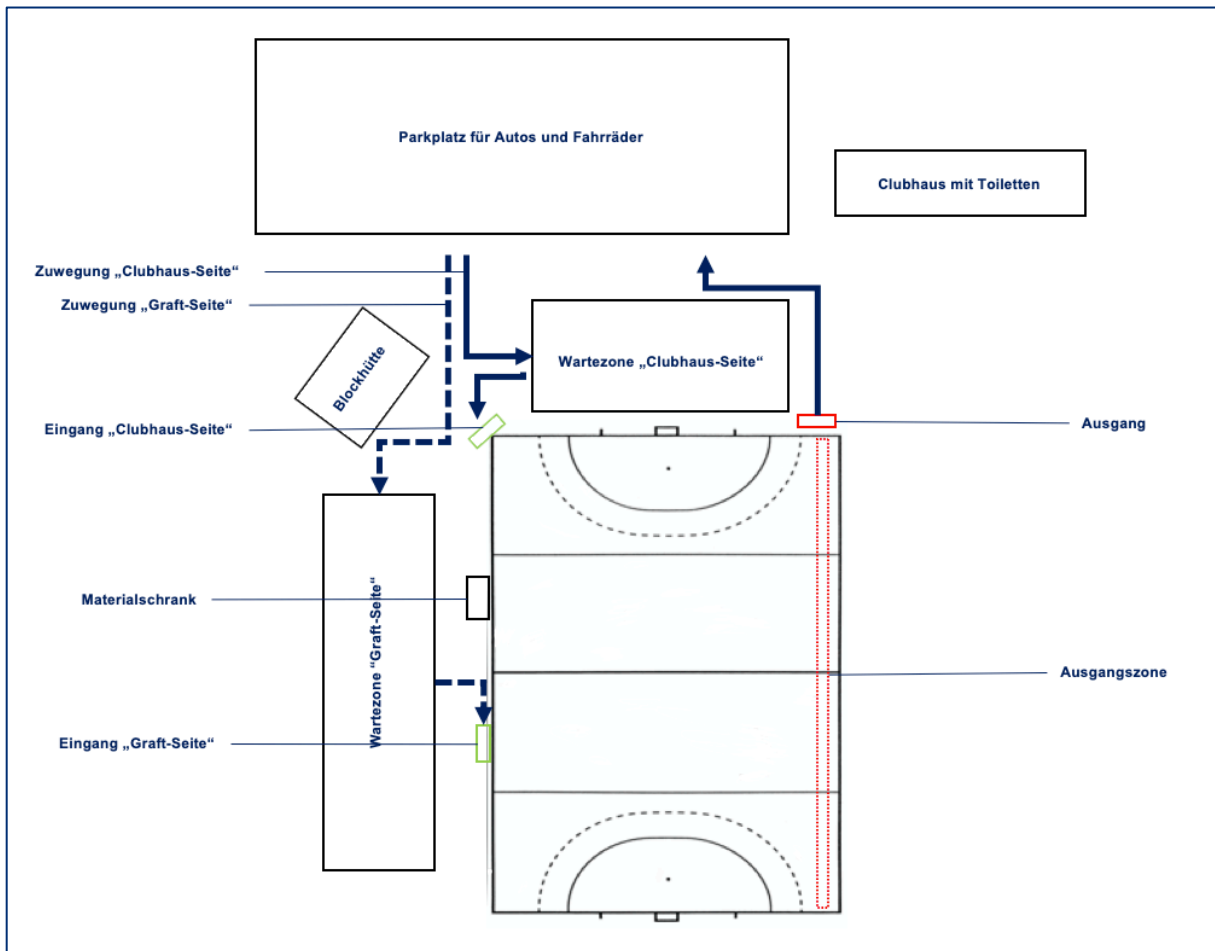 Parkplatz für Autos und Fahrräder
Clubhaus mit Toiletten
Zuwegung „Clubhaus-Seite“
Zuwegung „Graft-Seite“
Blockhütte
Wartezone „Clubhaus-Seite“
Eingang „Clubhaus-Seite“
Ausgang
Materialschrank
Wartezone "Graft-Seite“
Ausgangszone
Eingang „Graft-Seite“